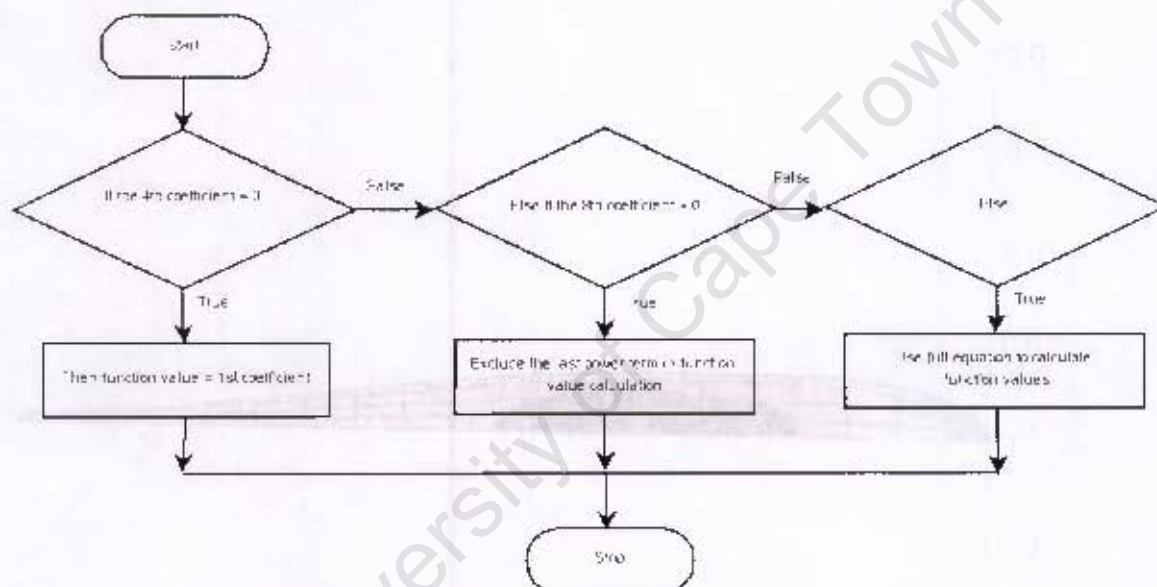 Start
If the 4th coefficient = 0
False
Else if the 8th coefficient = 0
False
Else
True
True
True
Then function value = 1st coefficient
Exclude the last power term in function
value calculation
Use full equation to calculate
function values
Stop
University of Cape Town